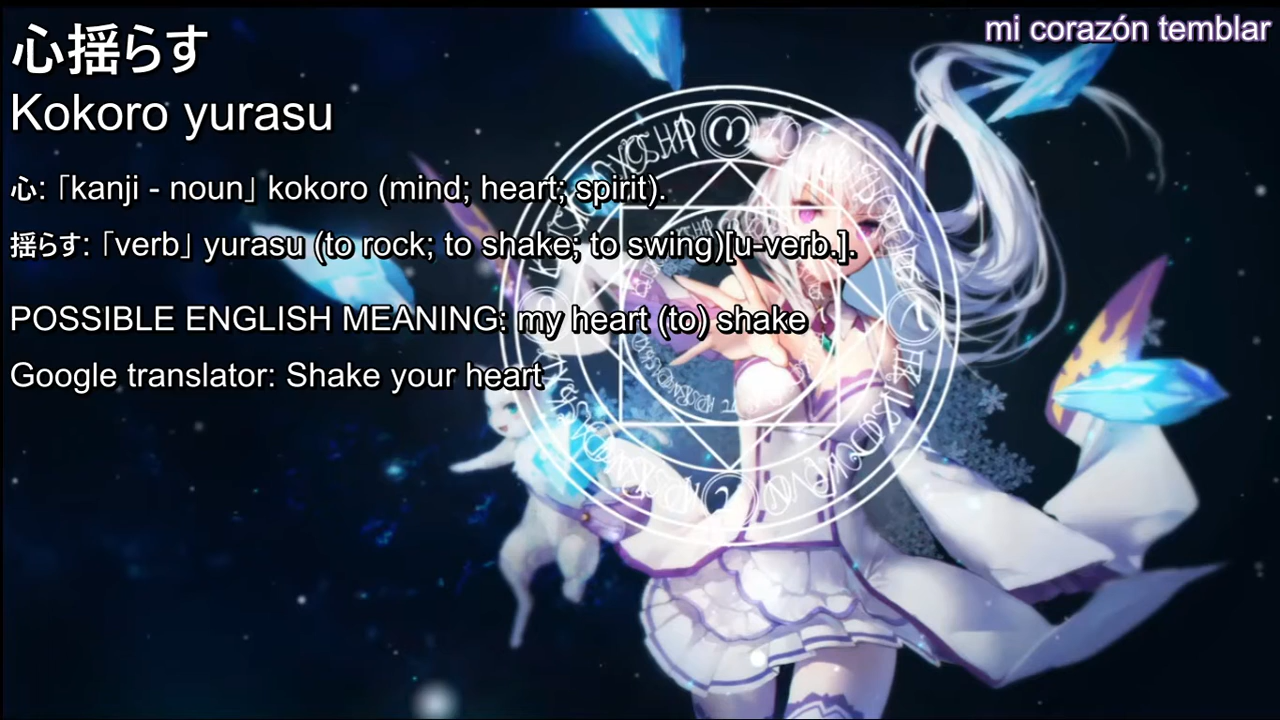 心揺らす
mi corazón temblar
Kokoro yurasu
心: 「kanji - noun」 kokoro (mind; heart; spirit).
揺らす: 「verb」 yurasu (to rock; to shake; to swing)[u-verb.].
POSSIBLE ENGLISH MEANING: my heart (to) shake
Google translator: Shake your heart